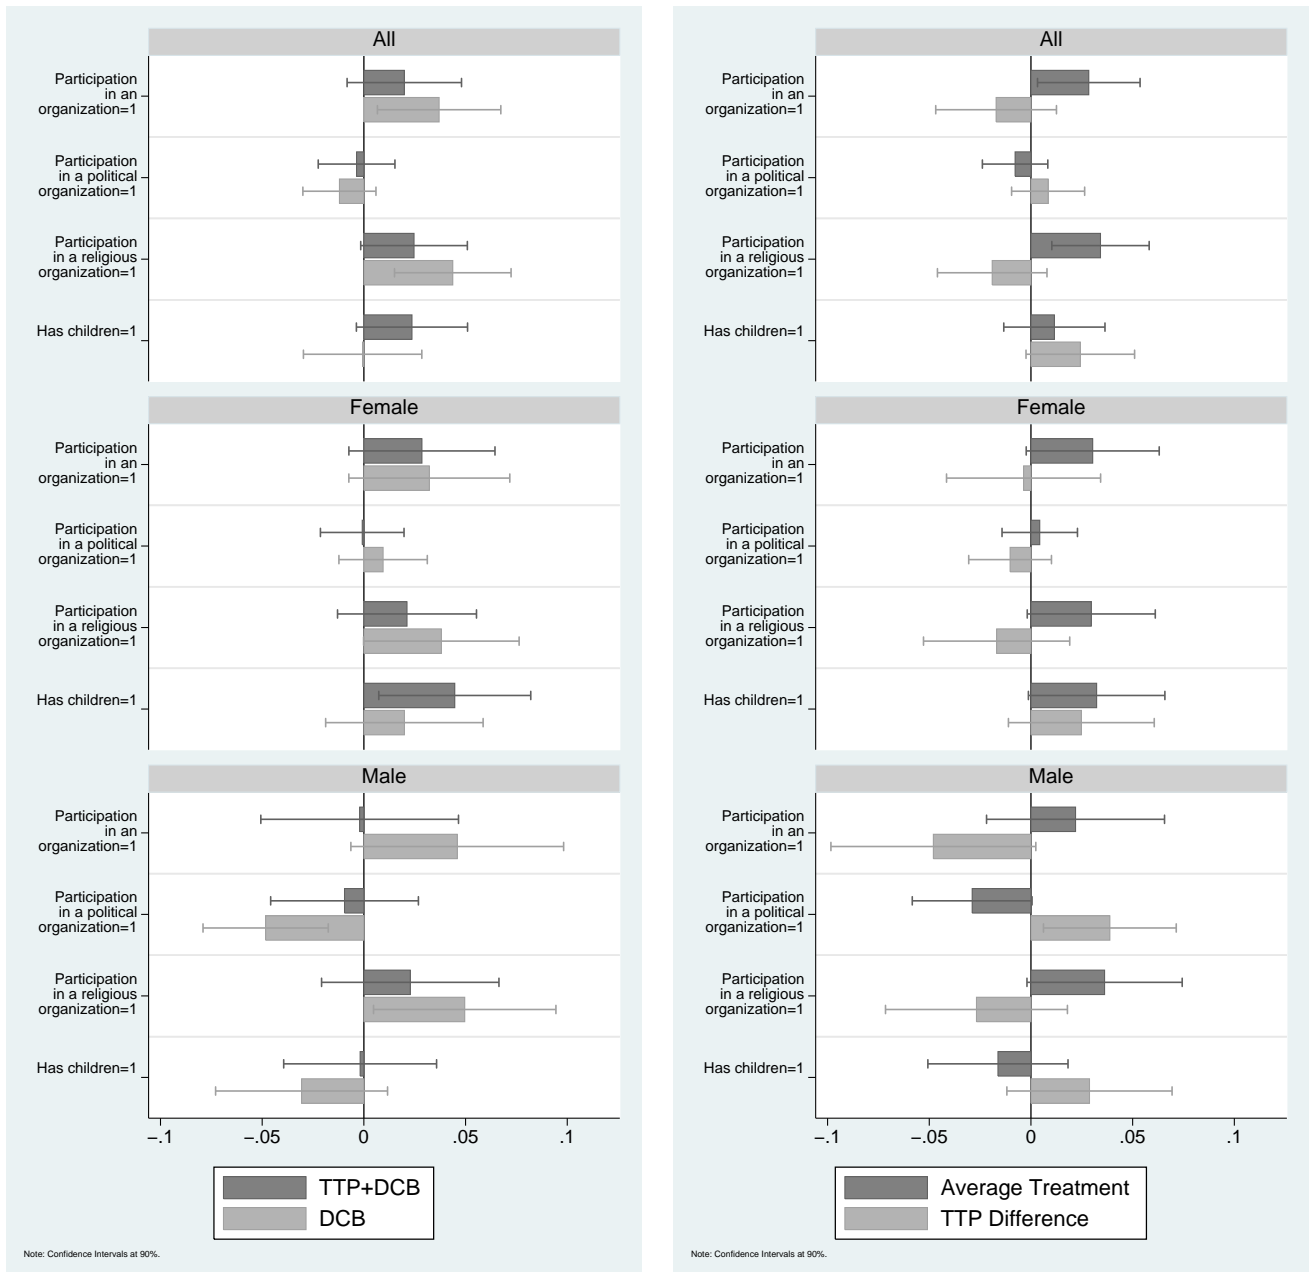 All
Participation
in an
organization=1
Participation
in a political
organization=1
Participation
in a religious
organization=1
Has children=1
Female
Participation
in an
organization=1
Participation
in a political
organization=1
Participation
in a religious
organization=1
Has children=1
Male
Participation
in an
organization=1
Participation
in a political
organization=1
Participation
in a religious
organization=1
Has children=1
−.1 −.05 0 .05 .1
TTP+DCB
DCB
Note: Confidence Intervals at 90%.
All
Participation
in an
organization=1
Participation
in a political
organization=1
Participation
in a religious
organization=1
Has children=1
Female
Participation
in an
organization=1
Participation
in a political
organization=1
Participation
in a religious
organization=1
Has children=1
Male
Participation
in an
organization=1
Participation
in a political
organization=1
Participation
in a religious
organization=1
Has children=1
−.1 −.05 0 .05 .1
Average Treatment
TTP Difference
Note: Confidence Intervals at 90%.